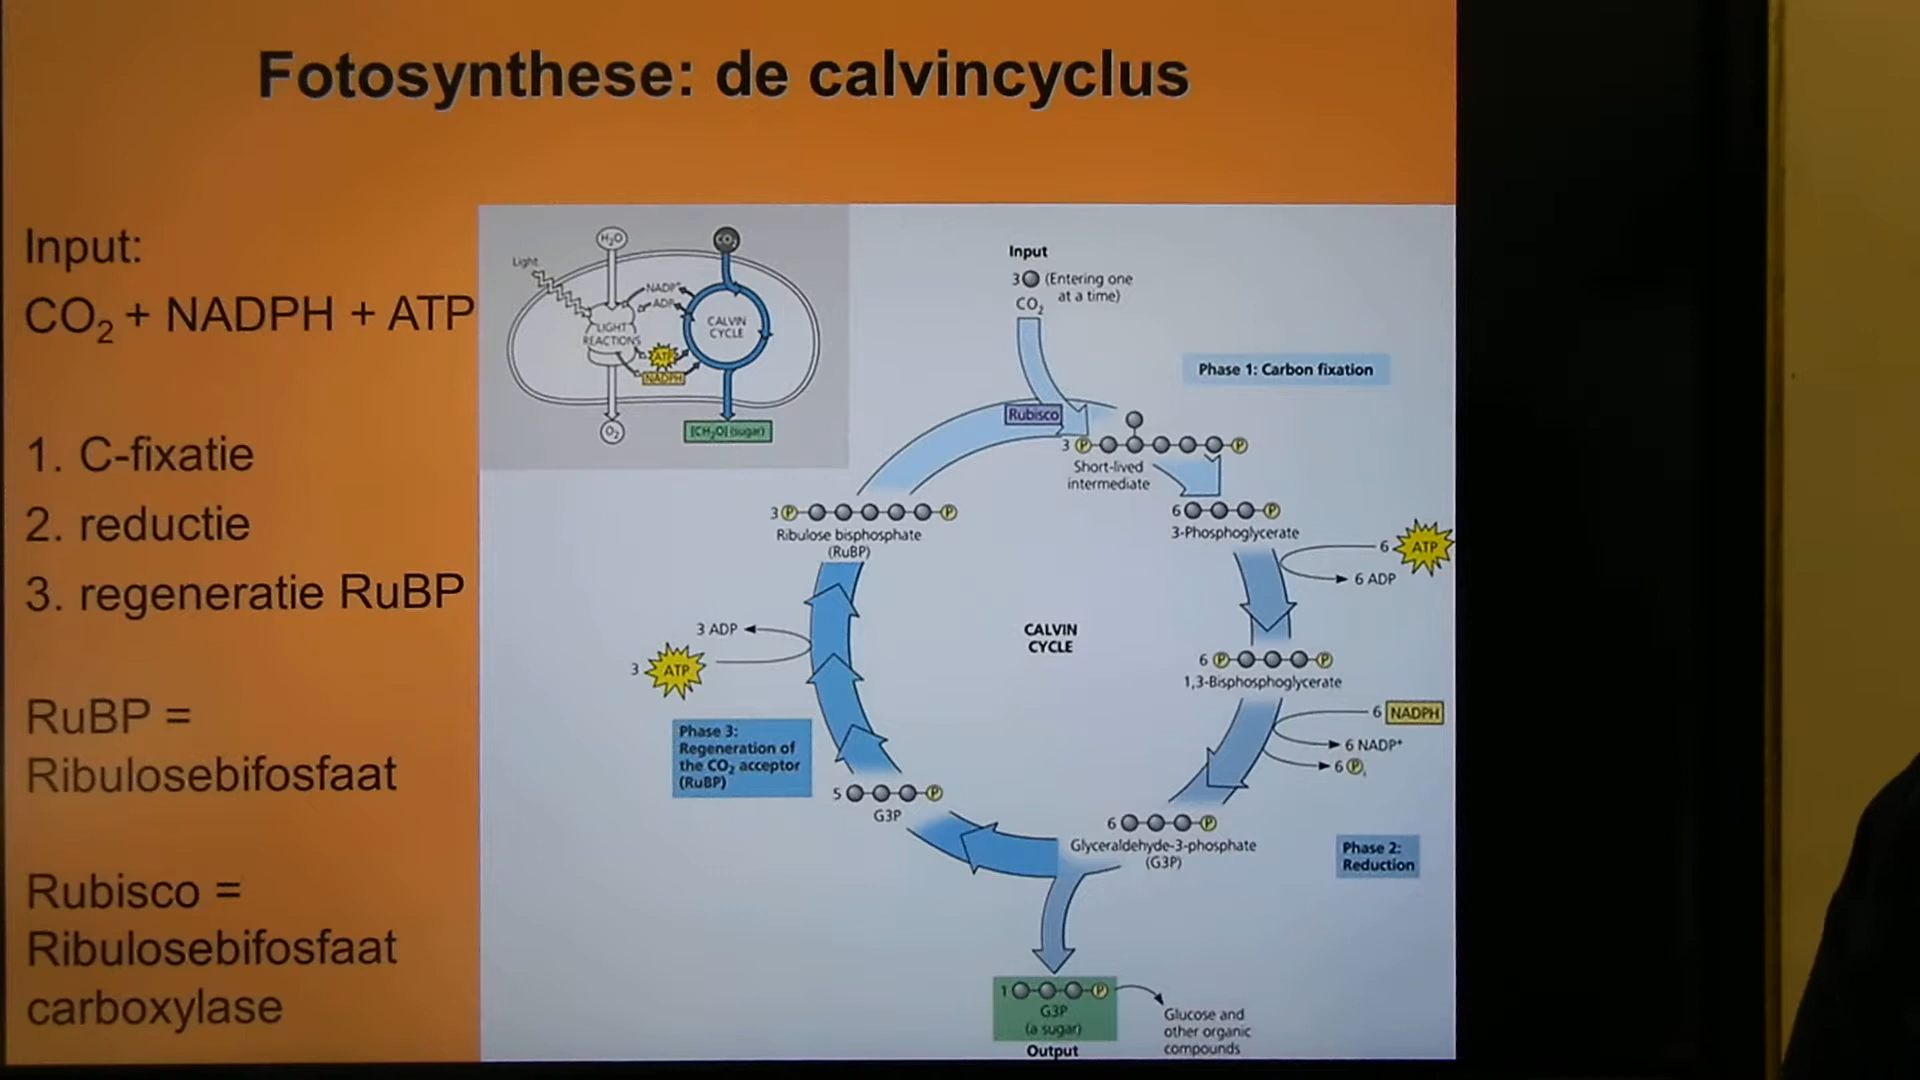 Fotosynthese: de calvincyclus
Input:
CO₂ + NADPH + ATP
1. C-fixatie
2. reductie
3. regeneratie RuBP
RuBP =
Ribulosebifosfaat
Rubisco =
Ribulosebifosfaat
carboxylase
H₂O
CO₂
Light
NADP⁺
ADP
LIGHT
REACTIONS
CALVIN
CYCLE
ATP
NADPH
O₂
[CH₂O] (sugar)
Input
3 (Entering one
at a time)
CO₂
Phase 1: Carbon fixation
Rubisco
3 P P
Short-lived
intermediate
3 P P
Ribulose bisphosphate
(RuBP)
6 P
3-Phosphoglycerate
6 ATP
6 ADP
CALVIN
CYCLE
3 ADP
3 ATP
6 P P
1,3-Bisphosphoglycerate
6 NADPH
6 NADP⁺
6 Pᵢ
Phase 3:
Regeneration of
the CO₂ acceptor
(RuBP)
5 P
G3P
6 P
Glyceraldehyde-3-phosphate
(G3P)
Phase 2:
Reduction
1 P
G3P
(a sugar)
Output
Glucose and
other organic
compounds